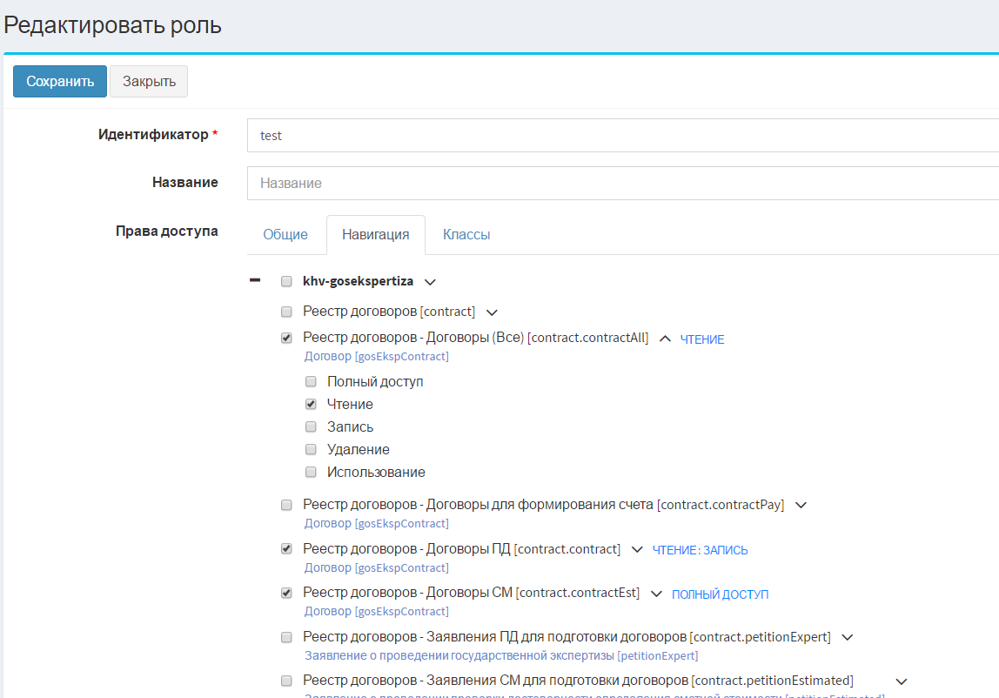 Редактировать роль
Сохранить Закрыть
Идентификатор * test
Название Название
Права доступа Общие Навигация Классы
khv-gosekspertiza
Реестр договоров [contract]
Реестр договоров - Договоры (Все) [contract.contractAll] ЧТЕНИЕ
Договор [gosEkspContract]
Полный доступ
Чтение
Запись
Удаление
Использование
Реестр договоров - Договоры для формирования счета [contract.contractPay]
Договор [gosEkspContract]
Реестр договоров - Договоры ПД [contract.contract] ЧТЕНИЕ : ЗАПИСЬ
Договор [gosEkspContract]
Реестр договоров - Договоры СМ [contract.contractEst] ПОЛНЫЙ ДОСТУП
Договор [gosEkspContract]
Реестр договоров - Заявления ПД для подготовки договоров [contract.petitionExpert]
Заявление о проведении государственной экспертизы [petitionExpert]
Реестр договоров - Заявления СМ для подготовки договоров [contract.petitionEstimated]
Заявление о проведении проверки достоверности определения сметной стоимости [petitionEstimated]